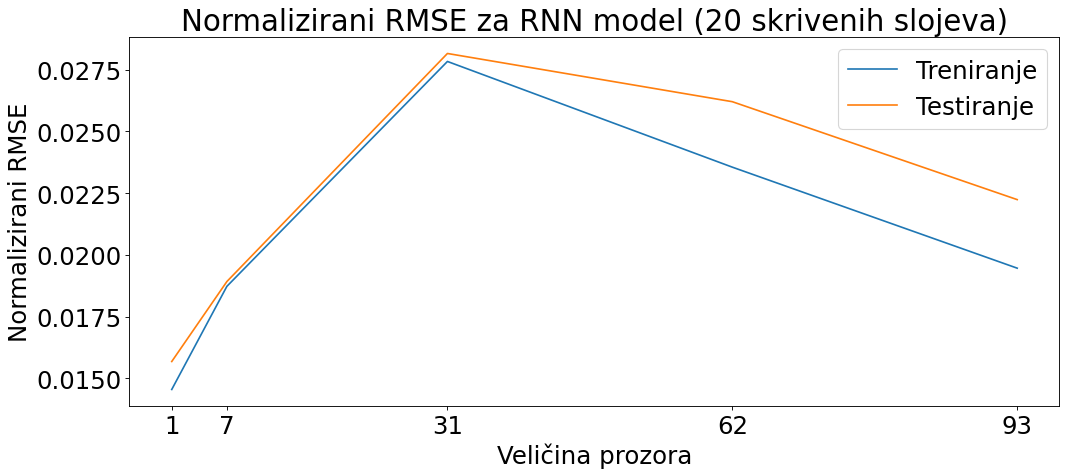 Normalizirani RMSE za RNN model (20 skrivenih slojeva)
Treniranje
Testiranje
Normalizirani RMSE
0.0275
0.0250
0.0225
0.0200
0.0175
0.0150
1 7 31 62 93
Veličina prozora